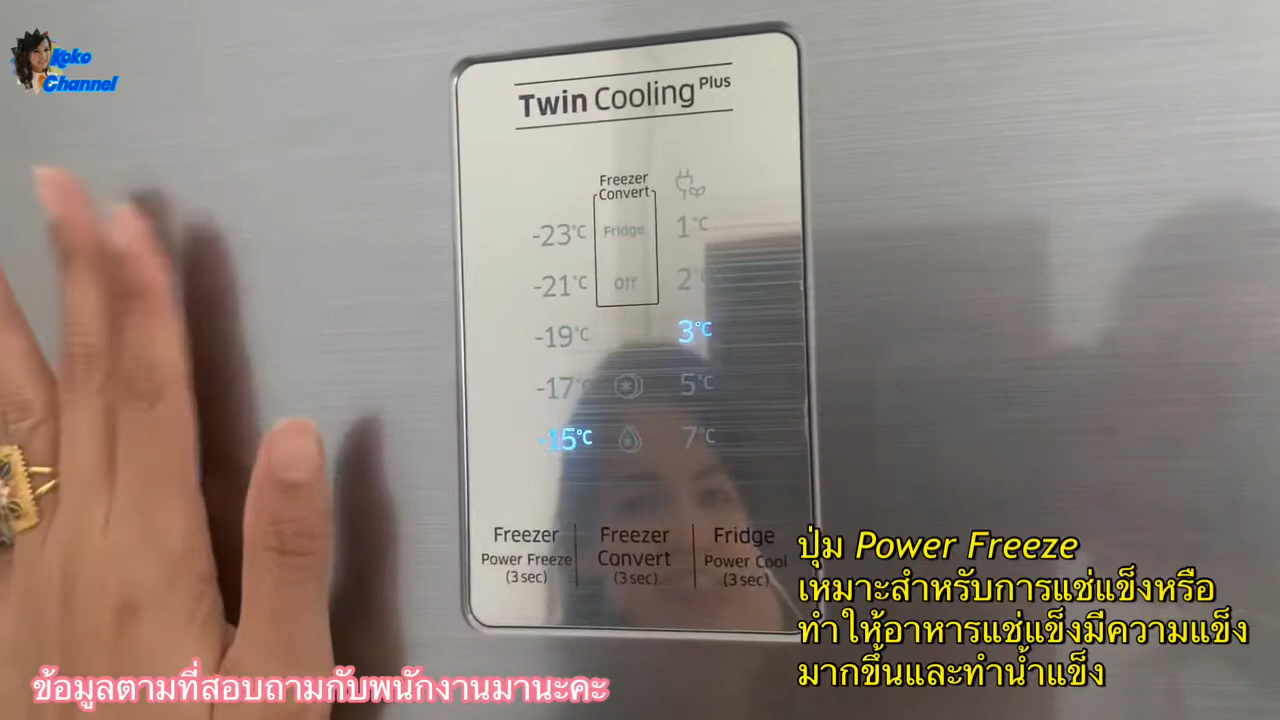 Koko
Channel
Twin Cooling Plus
Freezer
Convert
-23°C Fridge 1°C
-21°C Off 2°C
-19°C 3°C
-17°C 5°C
-15°C 7°C
Freezer
Power Freeze
(3 sec)
Freezer
Convert
(3 sec)
Fridge
Power Cool
(3 sec)
ปุ่ม Power Freeze
เหมาะสำหรับการแช่แข็งหรือ
ทำให้อาหารแช่แข็งมีความแข็ง
มากขึ้นและทำน้ำแข็ง
ข้อมูลตามที่สอบถามกับพนักงานมานะคะ